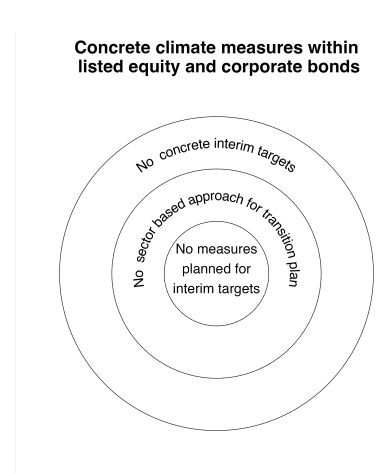 Concrete climate measures within
listed equity and corporate bonds
No concrete interim targets
No sector based approach for transition plan
No measures
planned for
interim targets